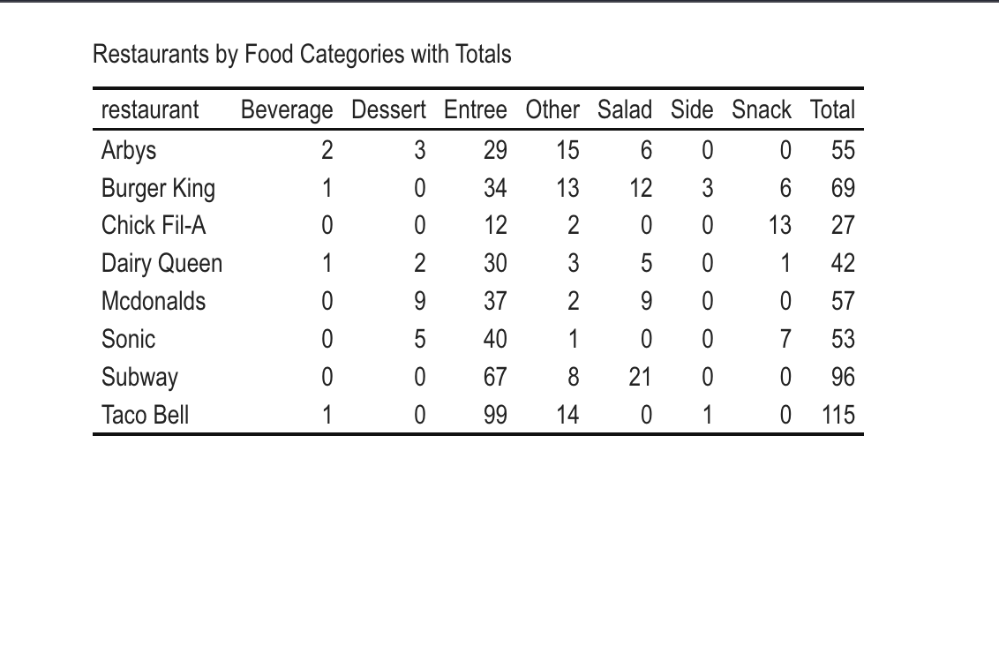 Restaurants by Food Categories with Totals
restaurant Beverage Dessert Entree Other Salad Side Snack Total
Arbys 2 3 29 15 6 0 0 55
Burger King 1 0 34 13 12 3 6 69
Chick Fil-A 0 0 12 2 0 0 13 27
Dairy Queen 1 2 30 3 5 0 1 42
Mcdonalds 0 9 37 2 9 0 0 57
Sonic 0 5 40 1 0 0 7 53
Subway 0 0 67 8 21 0 0 96
Taco Bell 1 0 99 14 0 1 0 115